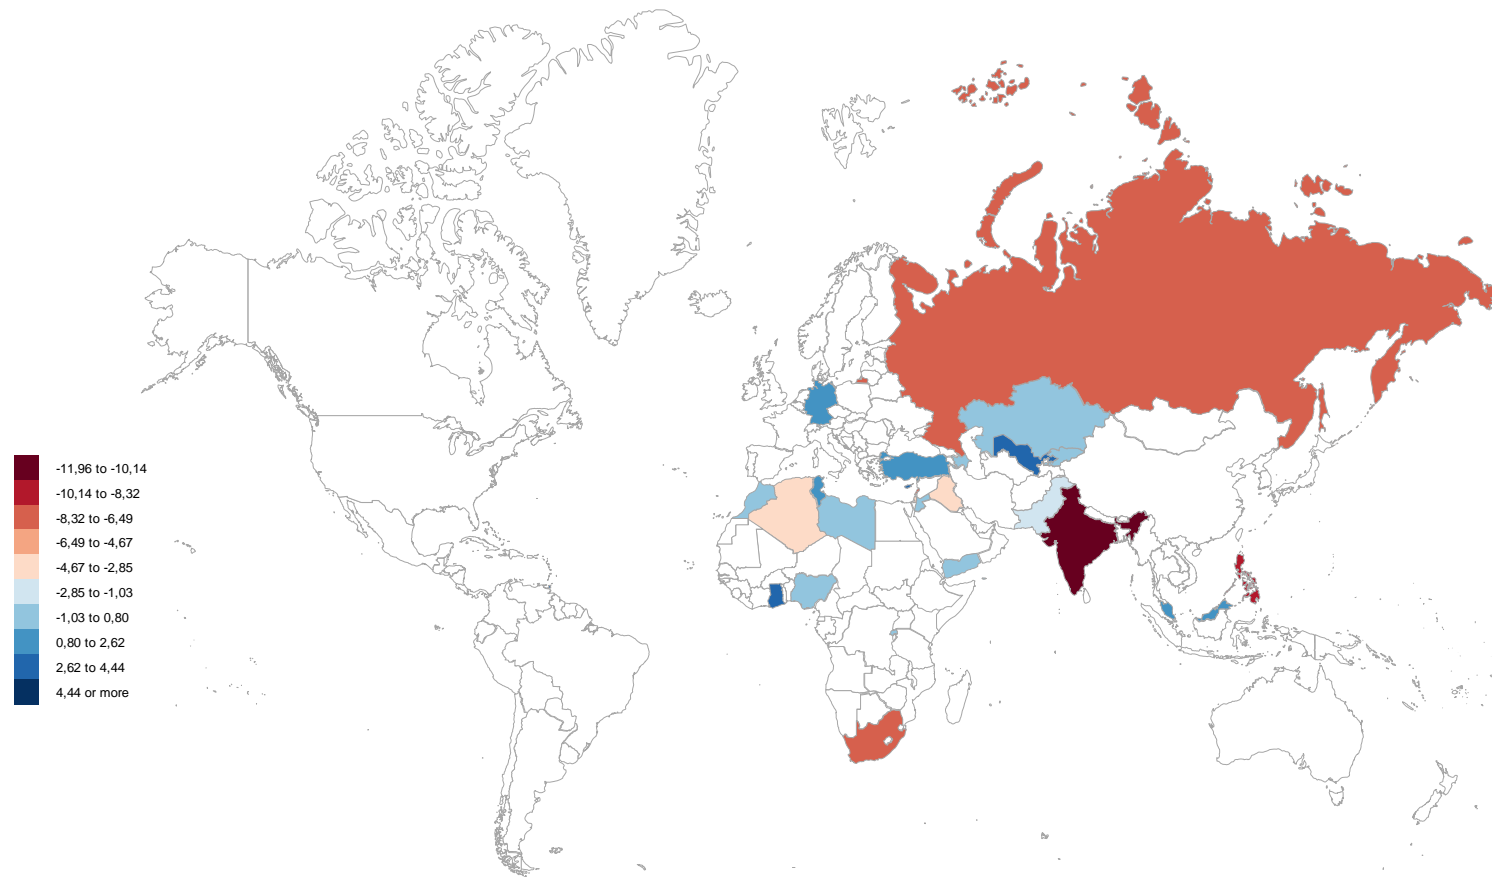 -11,96 to -10,14
-10,14 to -8,32
-8,32 to -6,49
-6,49 to -4,67
-4,67 to -2,85
-2,85 to -1,03
-1,03 to 0,80
0,80 to 2,62
2,62 to 4,44
4,44 or more